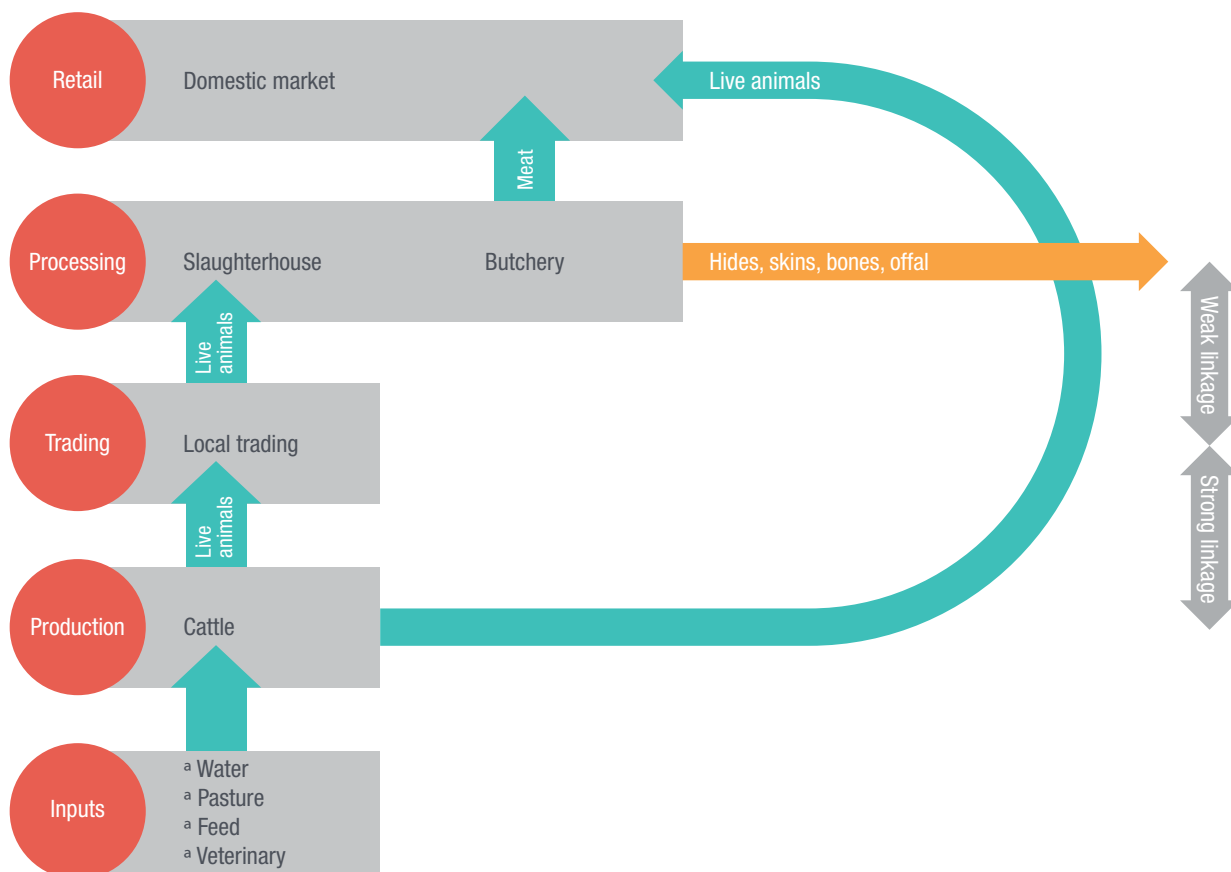 Retail
Domestic market
Live animals
Meat
Processing
Slaughterhouse
Butchery
Hides, skins, bones, offal
Live
animals
Weak linkage
Trading
Local trading
Live
animals
Strong linkage
Production
Cattle
Inputs
ª Water
ª Pasture
ª Feed
ª Veterinary